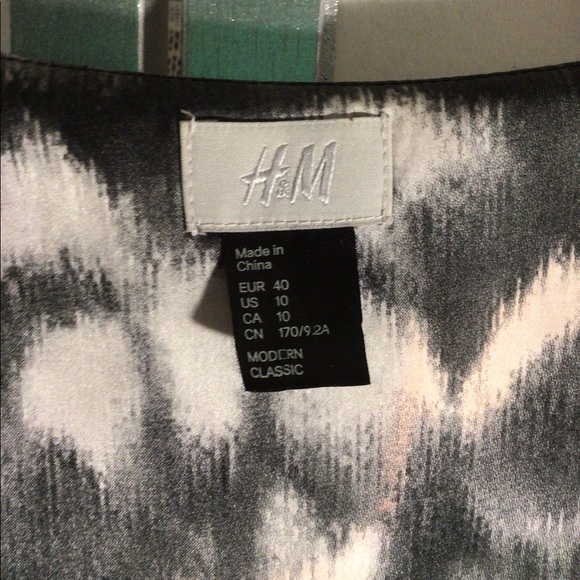 H&M
Made in
China
EUR 40
US 10
CA 10
CN 170/92A
MODERN
CLASSIC